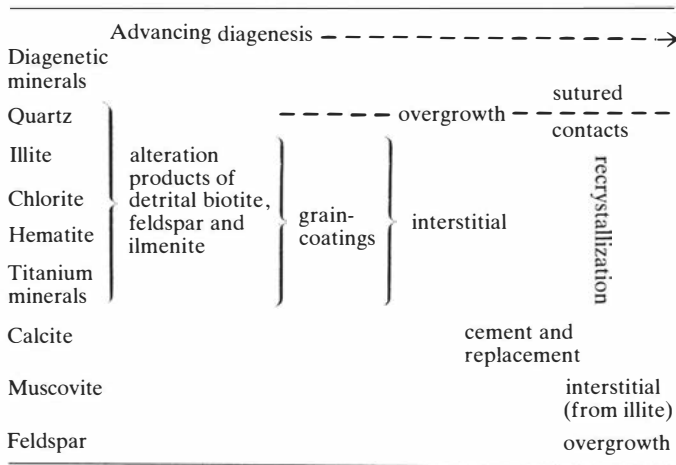 Advancing diagenesis
Diagenetic
minerals
sutured
Quartz overgrowth
contacts
Illite alteration
products of
Chlorite detrital biotite, grain-
feldspar and coatings interstitial
Hematite ilmenite
recrystallization
Titanium
minerals
Calcite cement and
replacement
Muscovite interstitial
(from illite)
Feldspar overgrowth